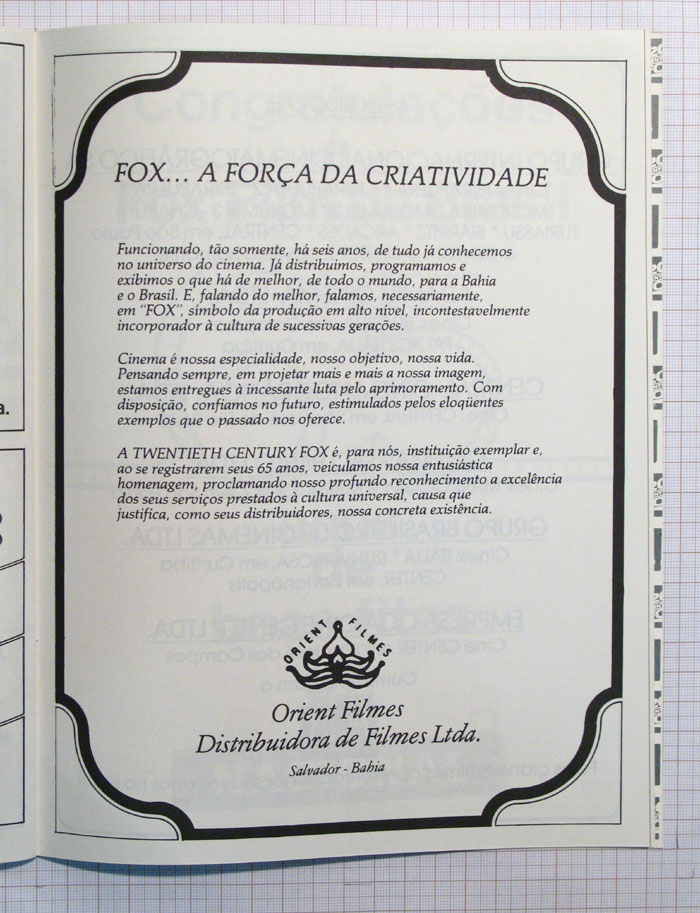 FOX... A FORÇA DA CRIATIVIDADE
Funcionando, tão somente, há seis anos, de tudo já conhecemos
no universo do cinema. Já distribuimos, programamos e
exibimos o que há de melhor, de todo o mundo, para a Bahia
e o Brasil. E, falando do melhor, falamos, necessariamente,
em "FOX", símbolo da produção em alto nível, incontestavelmente
incorporador à cultura de sucessivas gerações.
Cinema é nossa especialidade, nosso objetivo, nossa vida.
Pensando sempre, em projetar mais e mais a nossa imagem,
estamos entregues à incessante luta pelo aprimoramento. Com
disposição, confiamos no futuro, estimulados pelos eloqüentes
exemplos que o passado nos oferece.
A TWENTIETH CENTURY FOX é, para nós, instituição exemplar e,
ao se registrarem seus 65 anos, veiculamos nossa entusiástica
homenagem, proclamando nosso profundo reconhecimento a excelência
dos seus serviços prestados à cultura universal, causa que
justifica, como seus distribuidores, nossa concreta existência.
ORIENT FILMES
Orient Filmes
Distribuidora de Filmes Ltda.
Salvador - Bahia